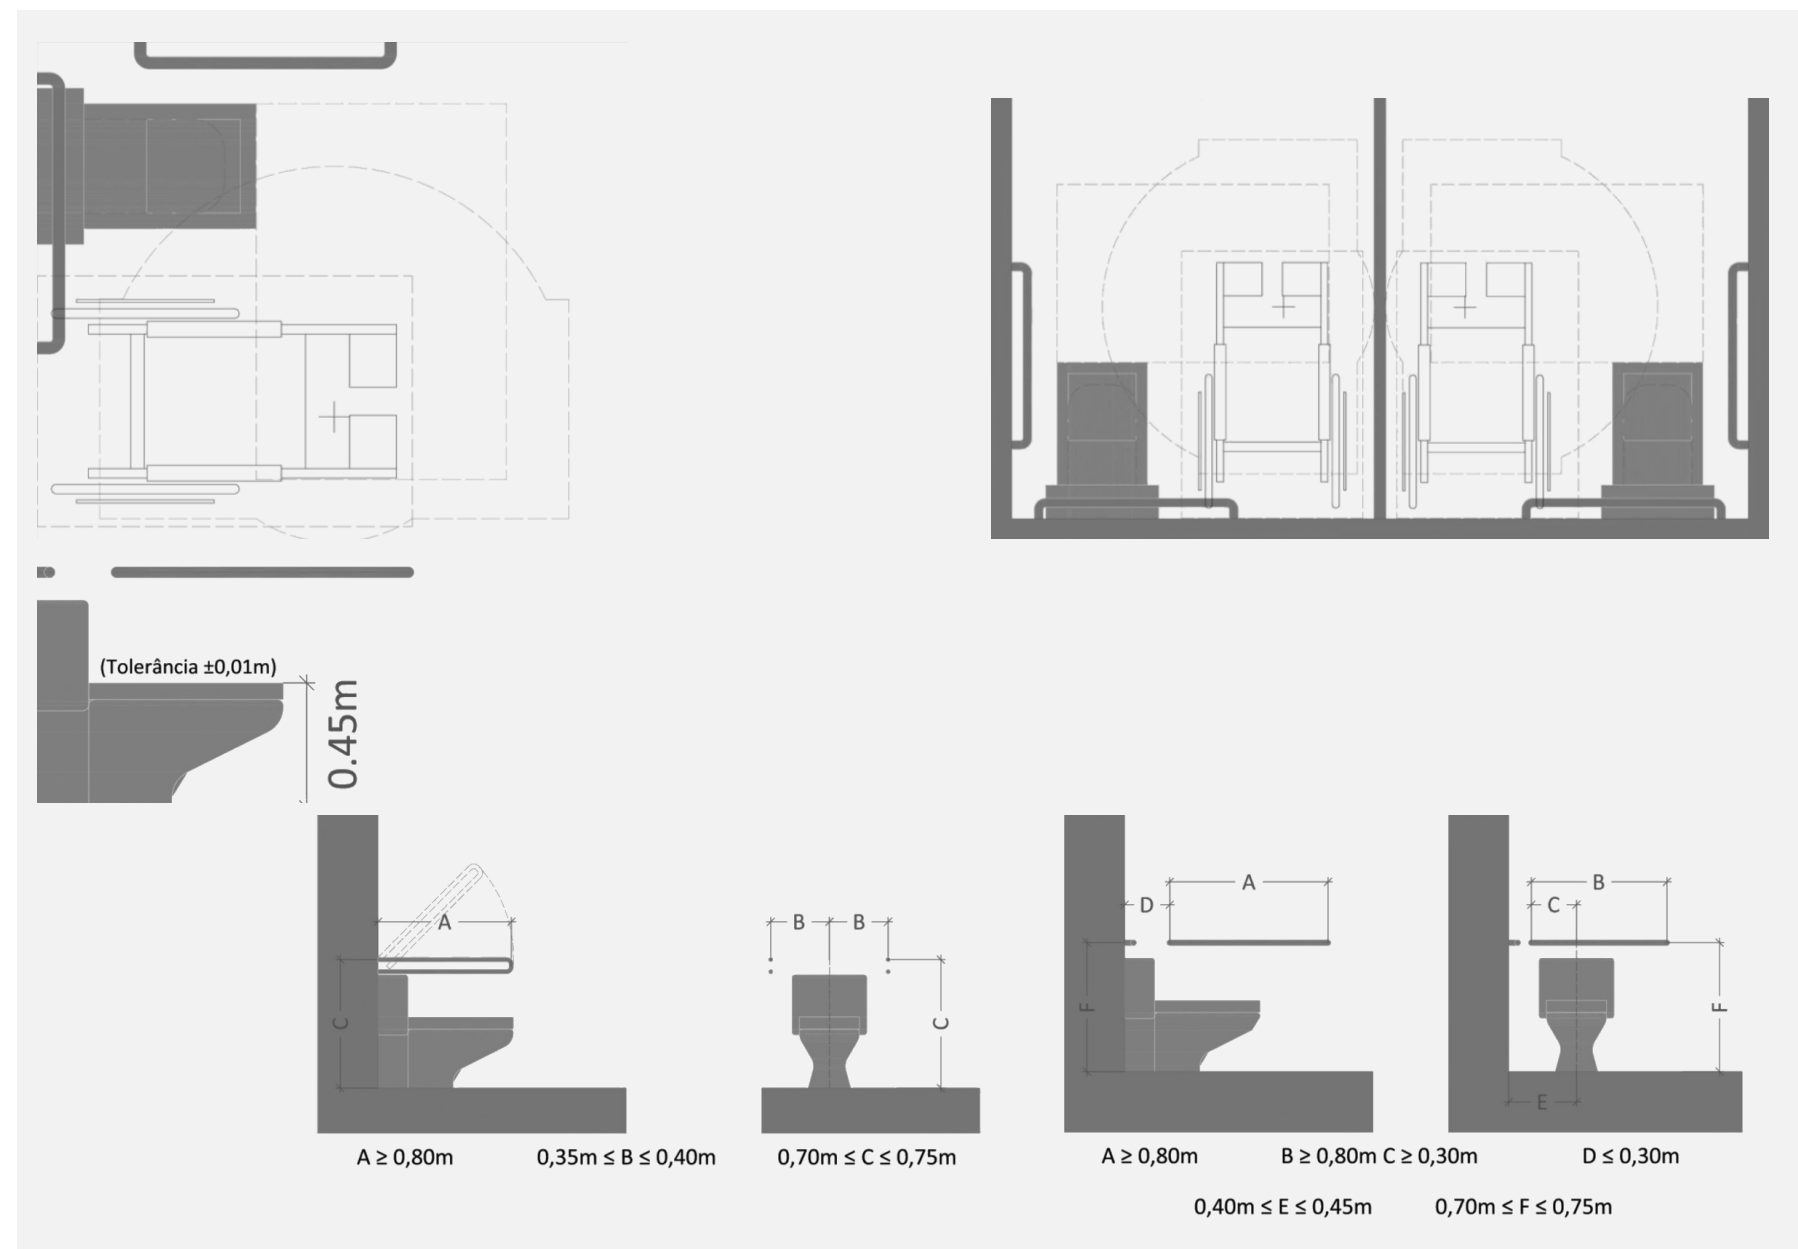 (Tolerância ±0,01m)
0.45m
A
B
B
C
C
A
D
F
B
C
F
E
A ≥ 0,80m
0,35m ≤ B ≤ 0,40m
0,70m ≤ C ≤ 0,75m
A ≥ 0,80m
B ≥ 0,80m C ≥ 0,30m
D ≤ 0,30m
0,40m ≤ E ≤ 0,45m
0,70m ≤ F ≤ 0,75m